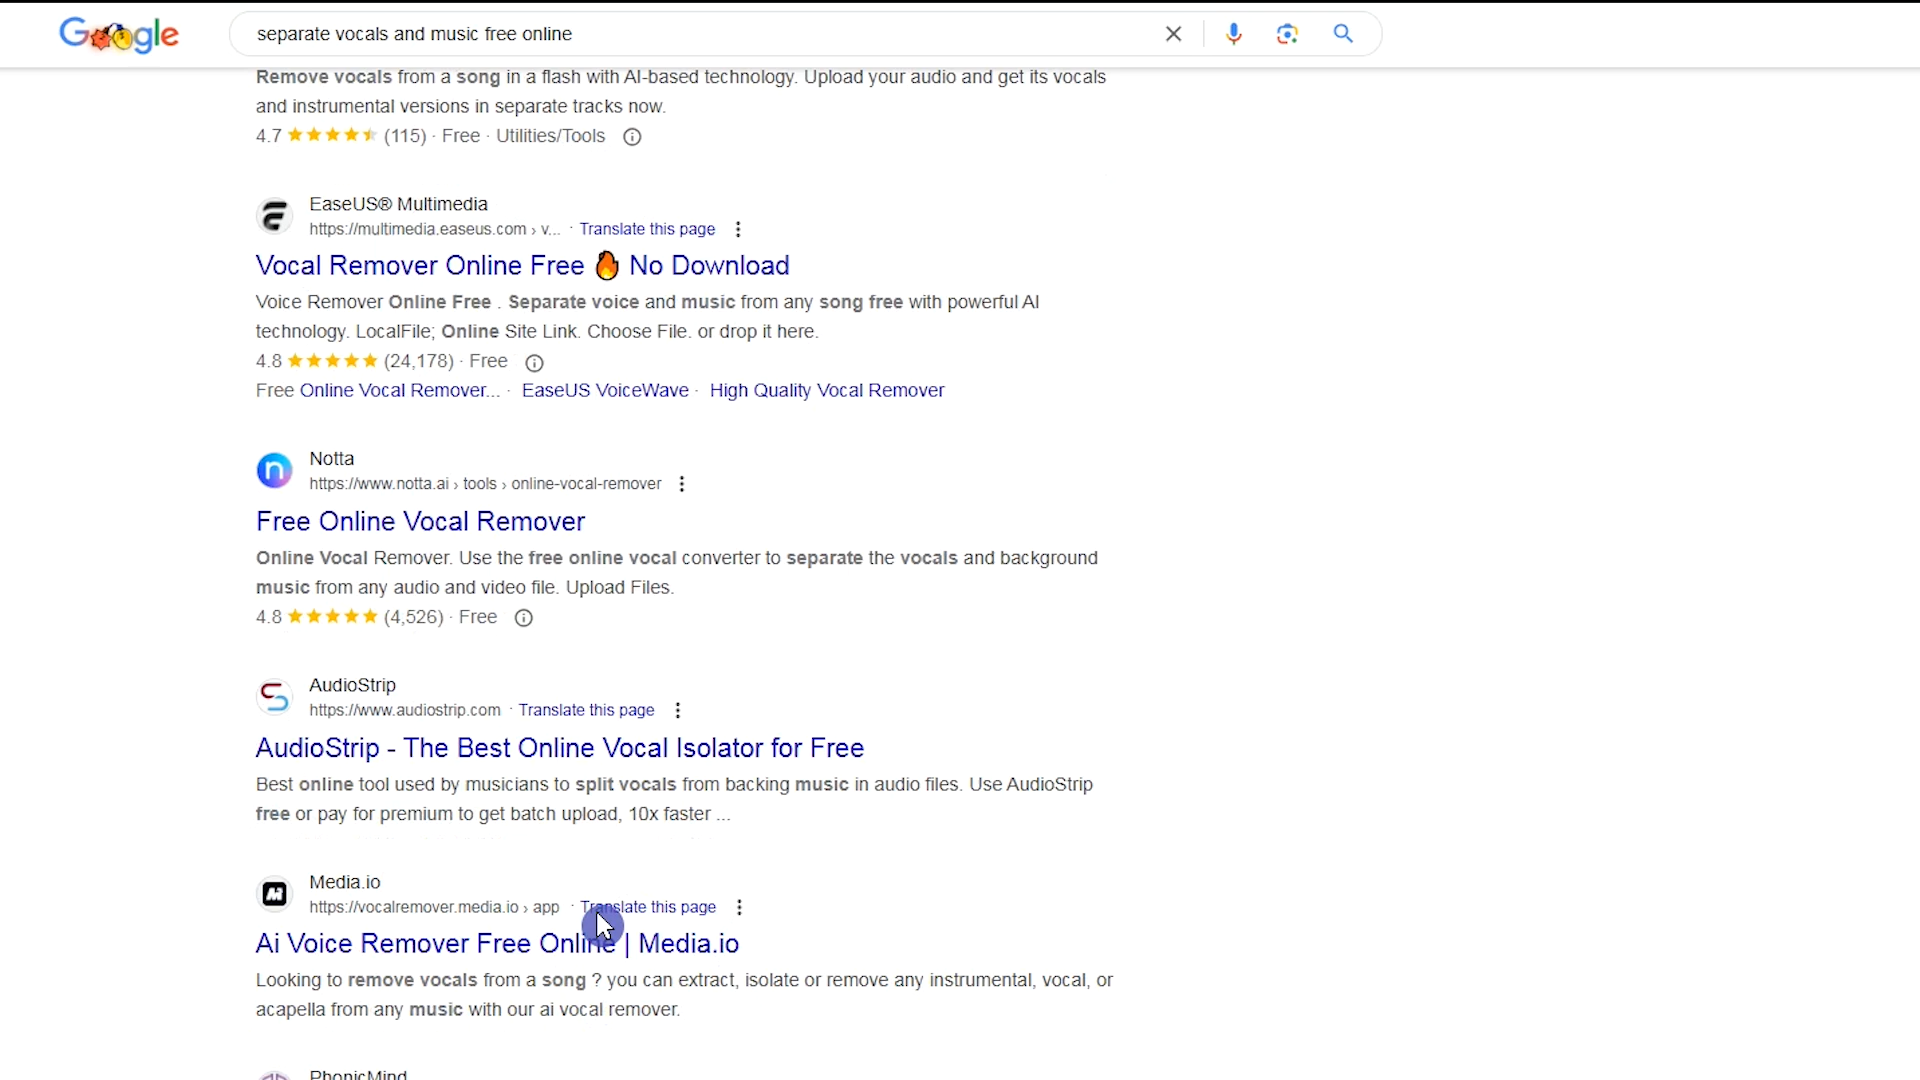 Google
separate vocals and music free online
Remove vocals from a song in a flash with AI-based technology. Upload your audio and get its vocals
and instrumental versions in separate tracks now.
4.7 (115) · Free · Utilities/Tools
EaseUS® Multimedia
https://multimedia.easeus.com › v... · Translate this page
Vocal Remover Online Free 🔥 No Download
Voice Remover Online Free . Separate voice and music from any song free with powerful AI
technology. LocalFile; Online Site Link. Choose File. or drop it here.
4.8 (24,178) · Free
Free Online Vocal Remover... · EaseUS VoiceWave · High Quality Vocal Remover
Notta
https://www.notta.ai › tools › online-vocal-remover
Free Online Vocal Remover
Online Vocal Remover. Use the free online vocal converter to separate the vocals and background
music from any audio and video file. Upload Files.
4.8 (4,526) · Free
AudioStrip
https://www.audiostrip.com · Translate this page
AudioStrip - The Best Online Vocal Isolator for Free
Best online tool used by musicians to split vocals from backing music in audio files. Use AudioStrip
free or pay for premium to get batch upload, 10x faster ...
Media.io
https://vocalremover.media.io › app · Translate this page
Ai Voice Remover Free Online | Media.io
Looking to remove vocals from a song ? you can extract, isolate or remove any instrumental, vocal, or
acapella from any music with our ai vocal remover.
PhonicMind